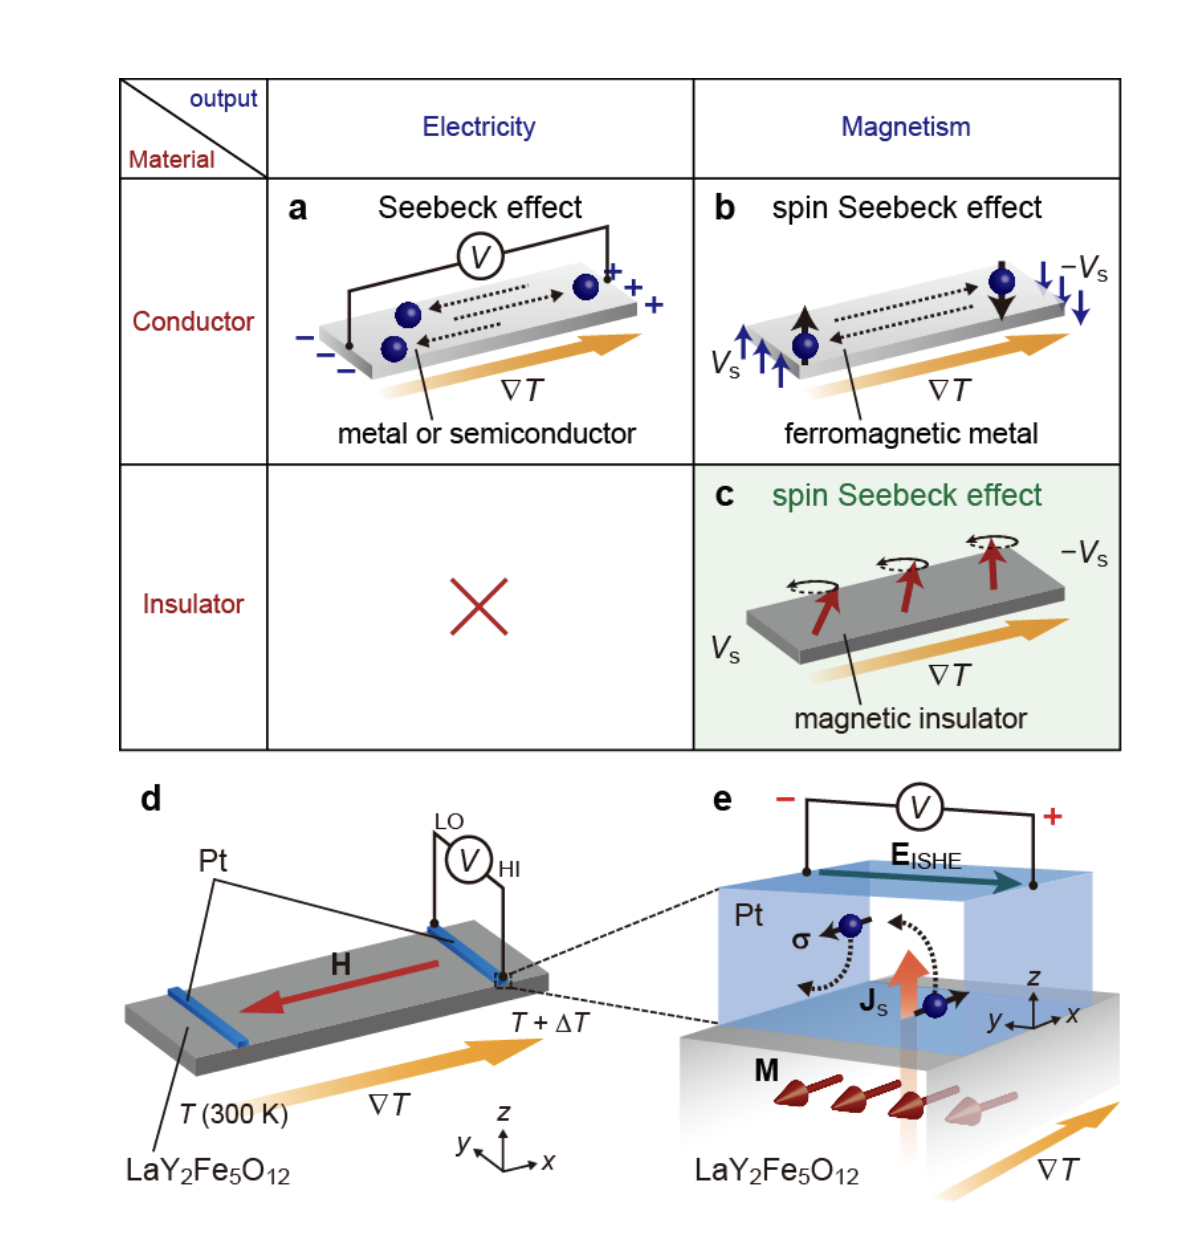 output
Material
Electricity
Magnetism
Conductor
a Seebeck effect
V
+
+
+
−
−
−
∇T
metal or semiconductor
b spin Seebeck effect
−Vs
Vs
∇T
ferromagnetic metal
Insulator
c spin Seebeck effect
−Vs
Vs
∇T
magnetic insulator
d
LO
V
HI
Pt
H
T + ΔT
T (300 K)
∇T
z
y
x
LaY₂Fe₅O₁₂
e
−
V
+
E_ISHE
Pt
σ
Js
z
y
x
M
LaY₂Fe₅O₁₂
∇T